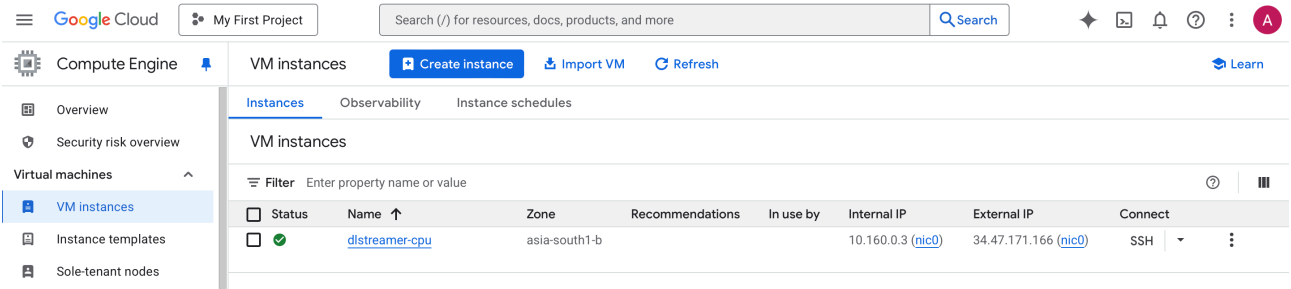 Google Cloud My First Project Search (/) for resources, docs, products, and more Search A
Compute Engine VM instances Create instance Import VM Refresh Learn
Overview
Security risk overview
Virtual machines
VM instances
Instance templates
Sole-tenant nodes
Instances Observability Instance schedules
VM instances
Filter Enter property name or value
Status Name Zone Recommendations In use by Internal IP External IP Connect
dlstreamer-cpu asia-south1-b 10.160.0.3 (nic0) 34.47.171.166 (nic0) SSH